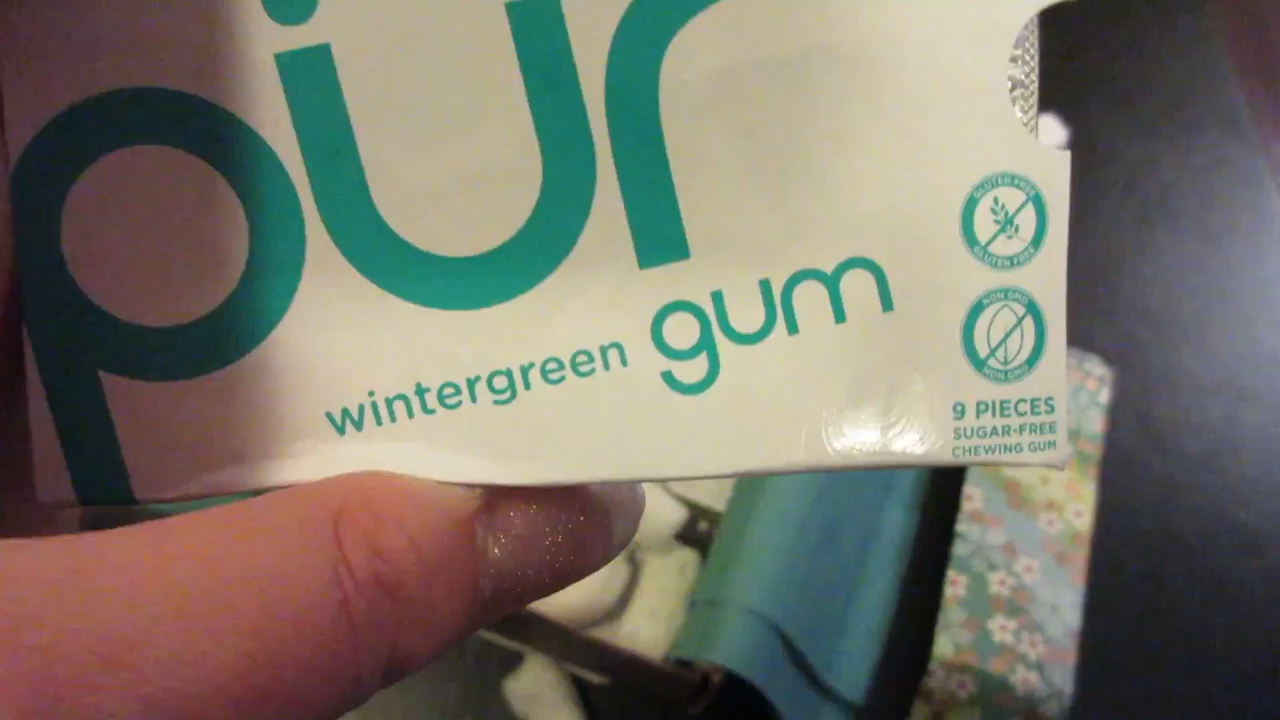 pür
wintergreen gum
GLUTEN FREE
GLUTEN FREE
NON GMO
NON GMO
9 PIECES
SUGAR-FREE
CHEWING GUM